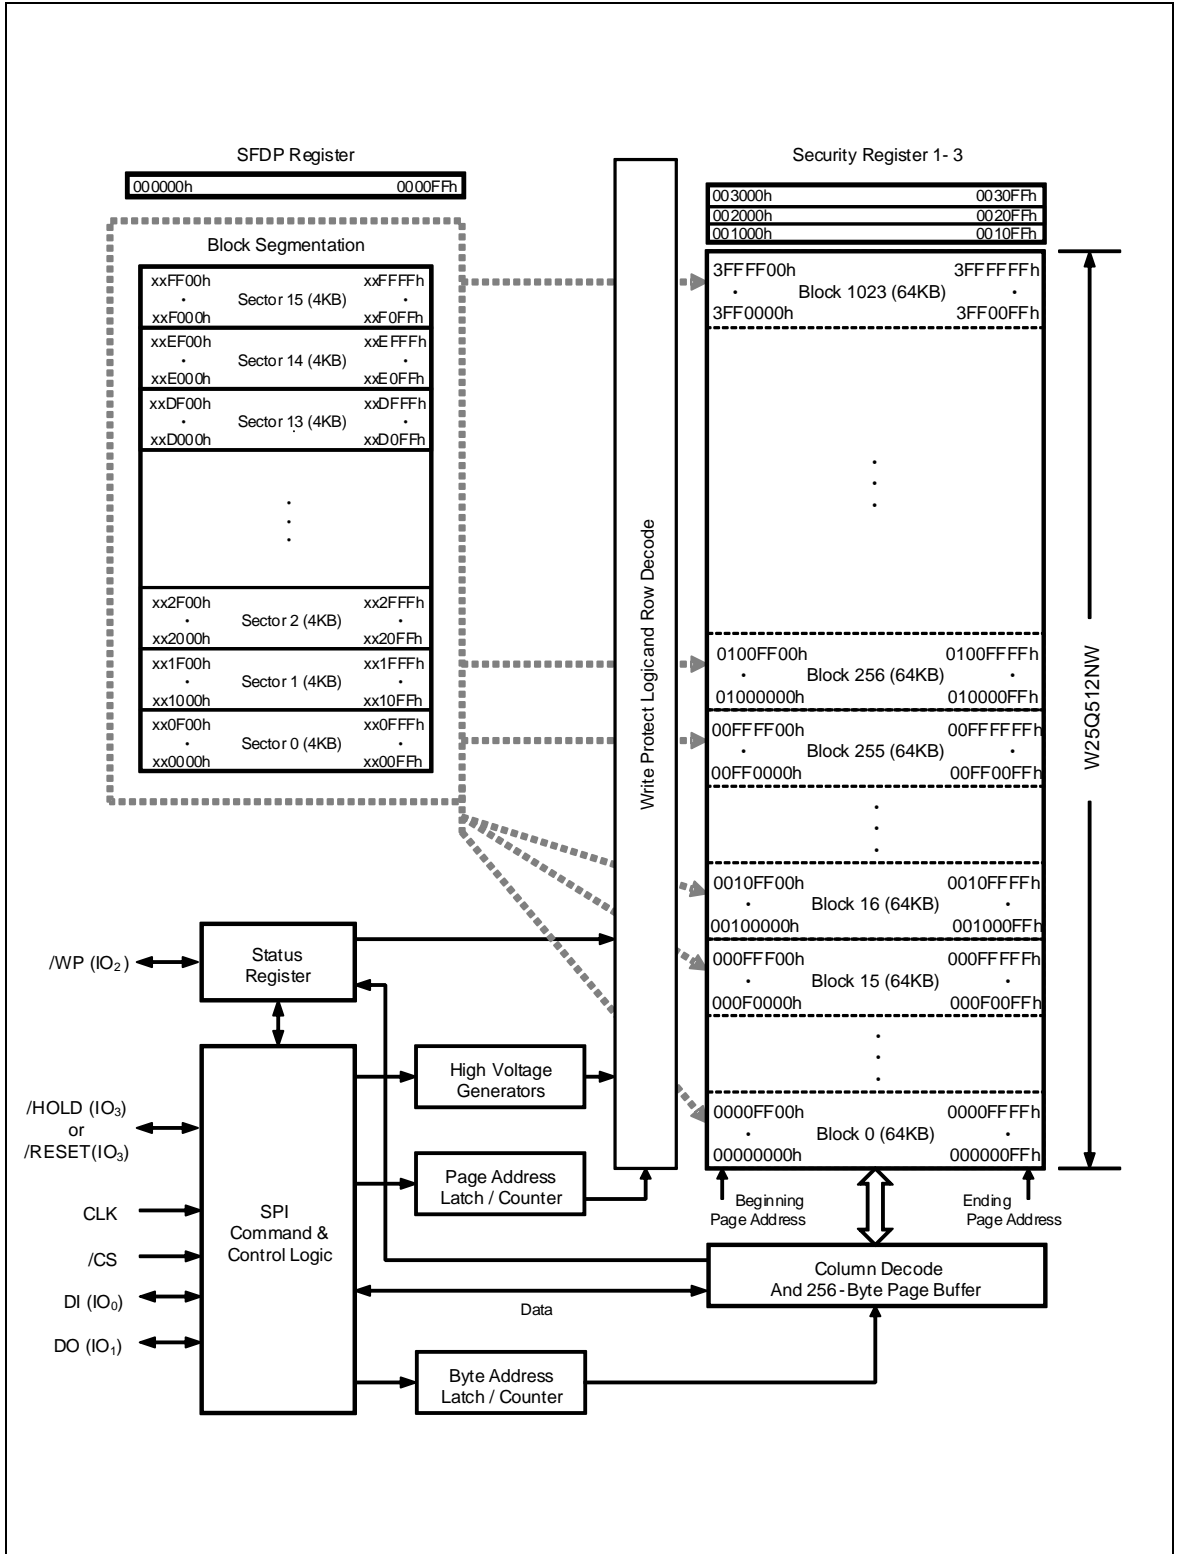 SFDP Register
000000h 0000FFh
Block Segmentation
xxFF00h xxFFFFh
Sector 15 (4KB)
xxF000h xxF0FFh
xxEF00h xxEFFFh
Sector 14 (4KB)
xxE000h xxE0FFh
xxDF00h xxDFFFh
Sector 13 (4KB)
xxD000h xxD0FFh
xx2F00h xx2FFFh
Sector 2 (4KB)
xx2000h xx20FFh
xx1F00h xx1FFFh
Sector 1 (4KB)
xx1000h xx10FFh
xx0F00h xx0FFFh
Sector 0 (4KB)
xx0000h xx00FFh
Write Protect Logicand Row Decode
Security Register 1- 3
003000h 0030FFh
002000h 0020FFh
001000h 0010FFh
3FFFF00h 3FFFFFFh
Block 1023 (64KB)
3FF0000h 3FF00FFh
0100FF00h 0100FFFFh
Block 256 (64KB)
01000000h 010000FFh
00FFFF00h 00FFFFFFh
Block 255 (64KB)
00FF0000h 00FF00FFh
0010FF00h 0010FFFFh
Block 16 (64KB)
00100000h 001000FFh
000FFF00h 000FFFFFh
Block 15 (64KB)
000F0000h 000F00FFh
0000FF00h 0000FFFFh
Block 0 (64KB)
00000000h 000000FFh
W25Q512NW
Beginning
Page Address
Ending
Page Address
Column Decode
And 256-Byte Page Buffer
Status
Register
/WP (IO2)
High Voltage
Generators
/HOLD (IO3)
or
/RESET(IO3)
Page Address
Latch / Counter
SPI
Command &
Control Logic
CLK
/CS
DI (IO0)
DO (IO1)
Data
Byte Address
Latch / Counter